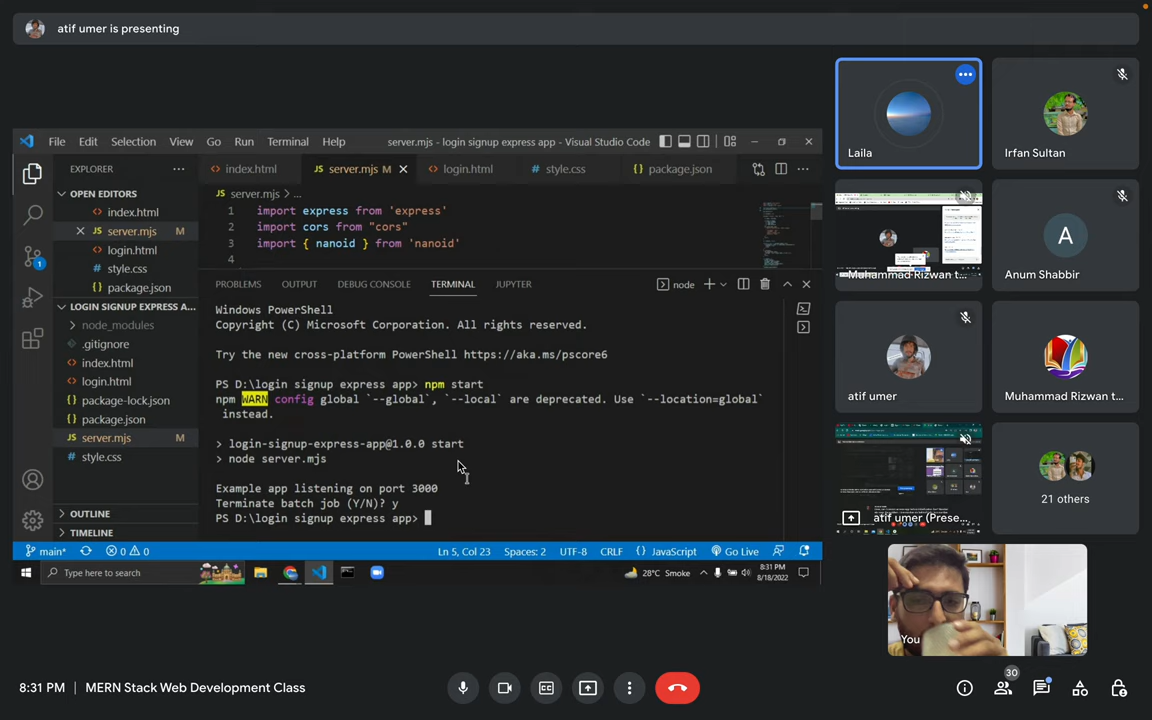 atif umer is presenting
File Edit Selection View Go Run Terminal Help
server.mjs - login signup express app - Visual Studio Code
EXPLORER
index.html
server.mjs M
login.html
style.css
package.json
OPEN EDITORS
index.html
server.mjs M
login.html
style.css
package.json
LOGIN SIGNUP EXPRESS A...
node_modules
.gitignore
index.html
login.html
package-lock.json
package.json
server.mjs M
style.css
OUTLINE
TIMELINE
server.mjs > ...
1 import express from 'express'
2 import cors from "cors"
3 import { nanoid } from 'nanoid'
4
PROBLEMS OUTPUT DEBUG CONSOLE TERMINAL JUPYTER
node
Windows PowerShell
Copyright (C) Microsoft Corporation. All rights reserved.
Try the new cross-platform PowerShell https://aka.ms/pscore6
PS D:\login signup express app> npm start
npm WARN config global `--global`, `--local` are deprecated. Use `--location=global`
instead.
> login-signup-express-app@1.0.0 start
> node server.mjs
Example app listening on port 3000
Terminate batch job (Y/N)? y
PS D:\login signup express app>
1
main* 0 0
Ln 5, Col 23 Spaces: 2 UTF-8 CRLF { } JavaScript Go Live
Type here to search
28°C Smoke
8:31 PM
8/18/2022
Laila
Irfan Sultan
Muhammad Rizwan t...
A
Anum Shabbir
atif umer
Muhammad Rizwan t...
atif umer (Prese...
21 others
You
8:31 PM | MERN Stack Web Development Class
CC
30